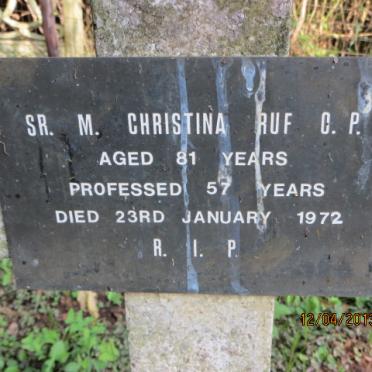 SR. M. CHRISTINA RUF C.P.
AGED 81 YEARS
PROFESSED 57 YEARS
DIED 23RD JANUARY 1972
R. I. P.